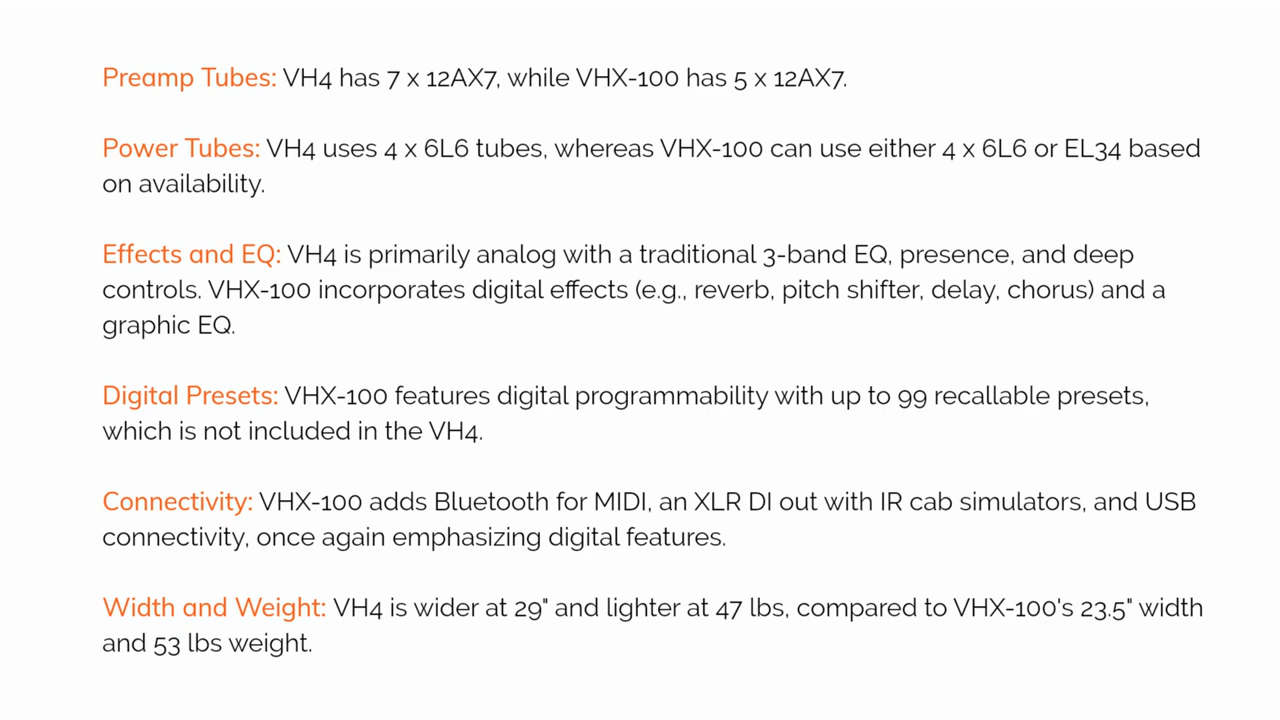 Preamp Tubes: VH4 has 7 x 12AX7, while VHX-100 has 5 x 12AX7.
Power Tubes: VH4 uses 4 x 6L6 tubes, whereas VHX-100 can use either 4 x 6L6 or EL34 based
on availability.
Effects and EQ: VH4 is primarily analog with a traditional 3-band EQ, presence, and deep
controls. VHX-100 incorporates digital effects (e.g., reverb, pitch shifter, delay, chorus) and a
graphic EQ.
Digital Presets: VHX-100 features digital programmability with up to 99 recallable presets,
which is not included in the VH4.
Connectivity: VHX-100 adds Bluetooth for MIDI, an XLR DI out with IR cab simulators, and USB
connectivity, once again emphasizing digital features.
Width and Weight: VH4 is wider at 29" and lighter at 47 lbs, compared to VHX-100's 23.5" width
and 53 lbs weight.